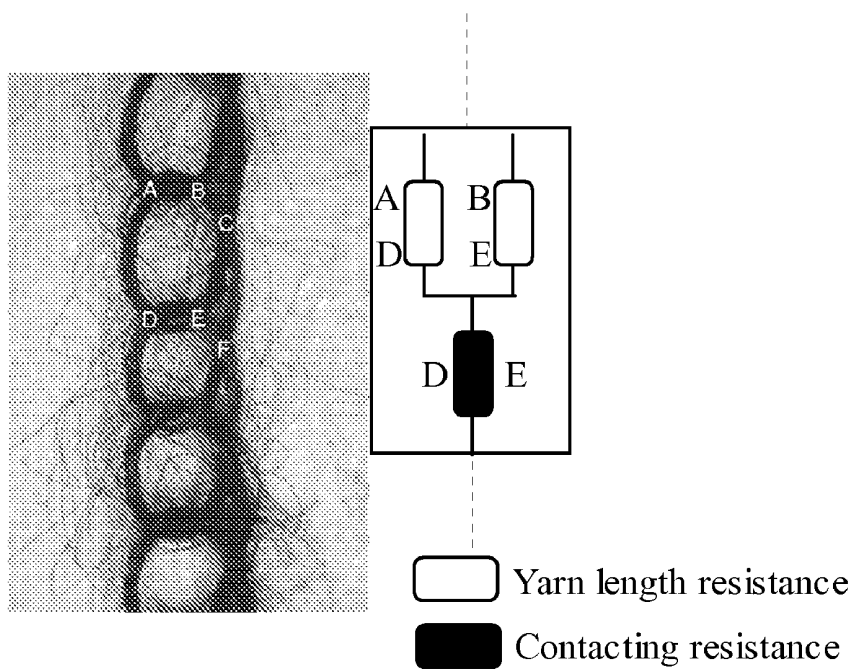 A B
C
D E
F
A B
D E
D E
Yarn length resistance
Contacting resistance